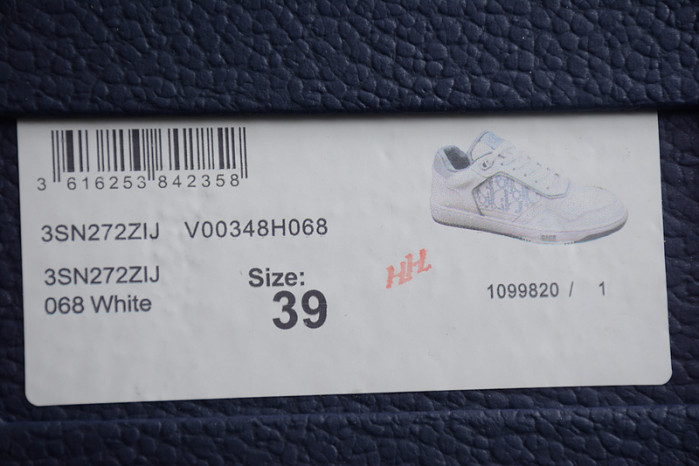 3 616253 842358
3SN272ZIJ V00348H068
3SN272ZIJ
068 White
Size:
39
HH.
1099820 / 1